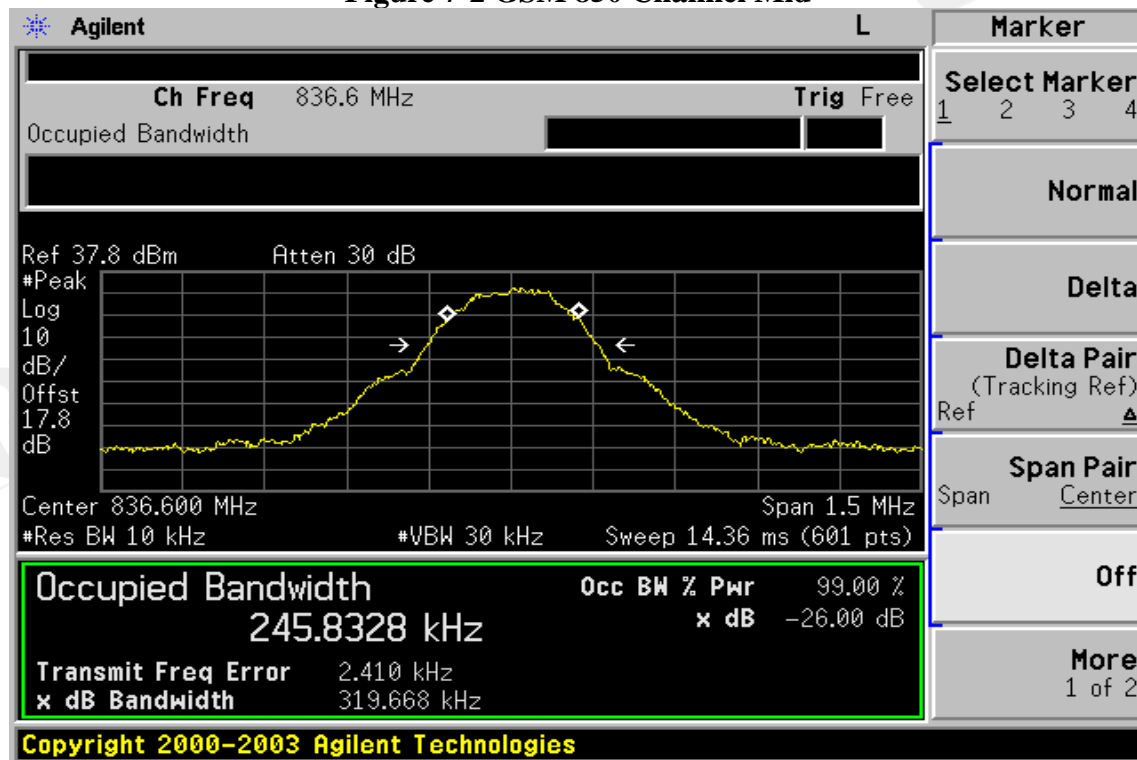 Agilent L Marker
Ch Freq 836.6 MHz Trig Free
Occupied Bandwidth
Select Marker
1 2 3 4
Normal
Delta
Delta Pair
(Tracking Ref)
Ref Δ
Span Pair
Span Center
Off
More
1 of 2
Ref 37.8 dBm Atten 30 dB
#Peak
Log
10
dB/
Offst
17.8
dB
Center 836.600 MHz Span 1.5 MHz
#Res BW 10 kHz #VBW 30 kHz Sweep 14.36 ms (601 pts)
Occupied Bandwidth Occ BW % Pwr 99.00 %
245.8328 kHz x dB -26.00 dB
Transmit Freq Error 2.410 kHz
x dB Bandwidth 319.668 kHz
Copyright 2000-2003 Agilent Technologies